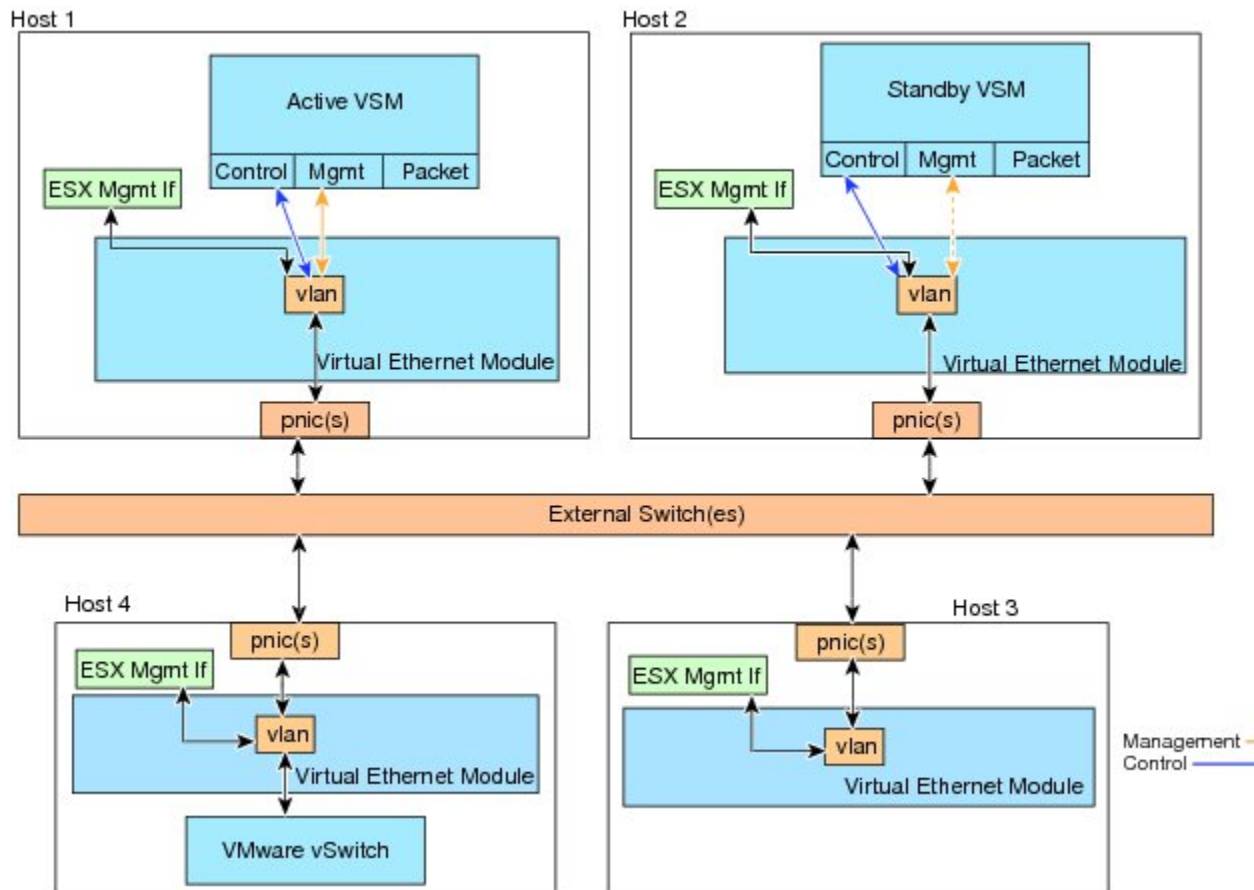 Host 1
Active VSM
Control Mgmt Packet
ESX Mgmt If
vlan
Virtual Ethernet Module
pnic(s)
Host 2
Standby VSM
Control Mgmt Packet
ESX Mgmt If
vlan
Virtual Ethernet Module
pnic(s)
External Switch(es)
Host 4
pnic(s)
ESX Mgmt If
vlan
Virtual Ethernet Module
VMware vSwitch
Host 3
pnic(s)
ESX Mgmt If
vlan
Virtual Ethernet Module
Management
Control